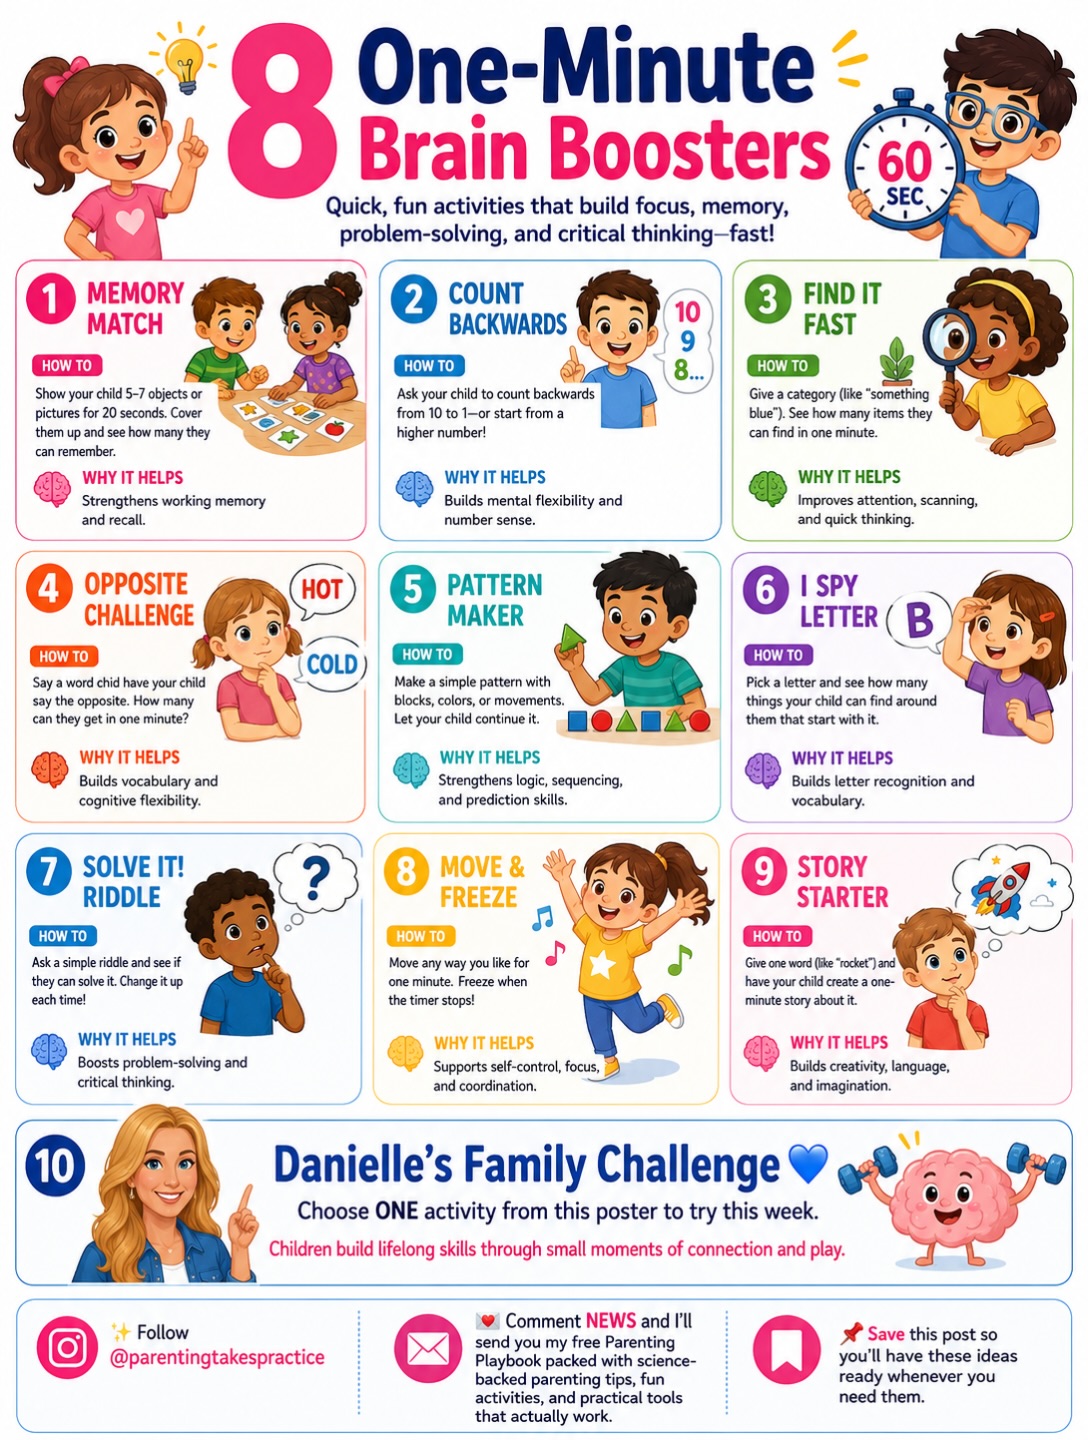 8
One-Minute
Brain Boosters
Quick, fun activities that build focus, memory,
problem-solving, and critical thinking—fast!
60
SEC
1
MEMORY
MATCH
HOW TO
Show your child 5–7 objects or
pictures for 20 seconds. Cover
them up and see how many they
can remember.
WHY IT HELPS
Strengthens working memory
and recall.
2
COUNT
BACKWARDS
10
9
8...
HOW TO
Ask your child to count backwards
from 10 to 1—or start from a
higher number!
WHY IT HELPS
Builds mental flexibility and
number sense.
3
FIND IT
FAST
HOW TO
Give a category (like “something
blue”). See how many items they
can find in one minute.
WHY IT HELPS
Improves attention, scanning,
and quick thinking.
4
OPPOSITE
CHALLENGE
HOT
COLD
HOW TO
Say a word chid have your child
say the opposite. How many
can they get in one minute?
WHY IT HELPS
Builds vocabulary and
cognitive flexibility.
5
PATTERN
MAKER
HOW TO
Make a simple pattern with
blocks, colors, or movements.
Let your child continue it.
WHY IT HELPS
Strengthens logic, sequencing,
and prediction skills.
6
I SPY
LETTER
B
HOW TO
Pick a letter and see how many
things your child can find around
them that start with it.
WHY IT HELPS
Builds letter recognition and
vocabulary.
7
SOLVE IT!
RIDDLE
?
HOW TO
Ask a simple riddle and see if
they can solve it. Change it up
each time!
WHY IT HELPS
Boosts problem-solving and
critical thinking.
8
MOVE &
FREEZE
HOW TO
Move any way you like for
one minute. Freeze when
the timer stops!
WHY IT HELPS
Supports self-control, focus,
and coordination.
9
STORY
STARTER
HOW TO
Give one word (like “rocket”) and
have your child create a one-
minute story about it.
WHY IT HELPS
Builds creativity, language,
and imagination.
10
Danielle’s Family Challenge 💙
Choose ONE activity from this poster to try this week.
Children build lifelong skills through small moments of connection and play.
✨ Follow
@parentingtakespractice
💌 Comment NEWS and I’ll
send you my free Parenting
Playbook packed with science-
backed parenting tips, fun
activities, and practical tools
that actually work.
📌 Save this post so
you’ll have these ideas
ready whenever you
need them.